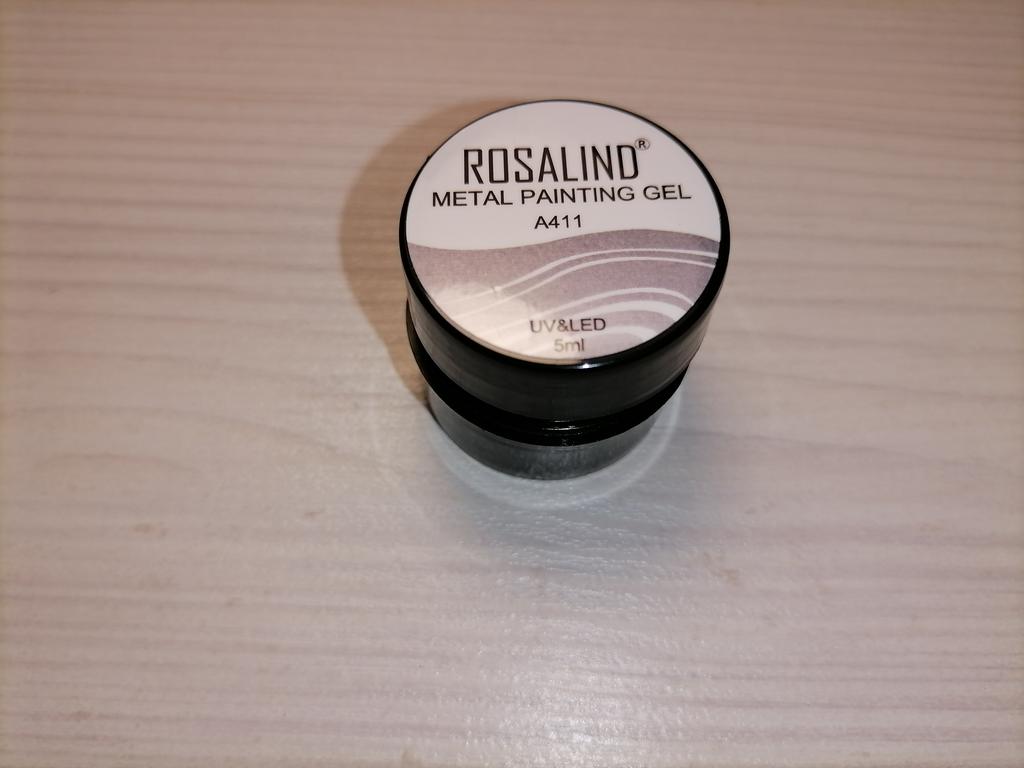 ROSALIND®
METAL PAINTING GEL
A411
UV&LED
5ml